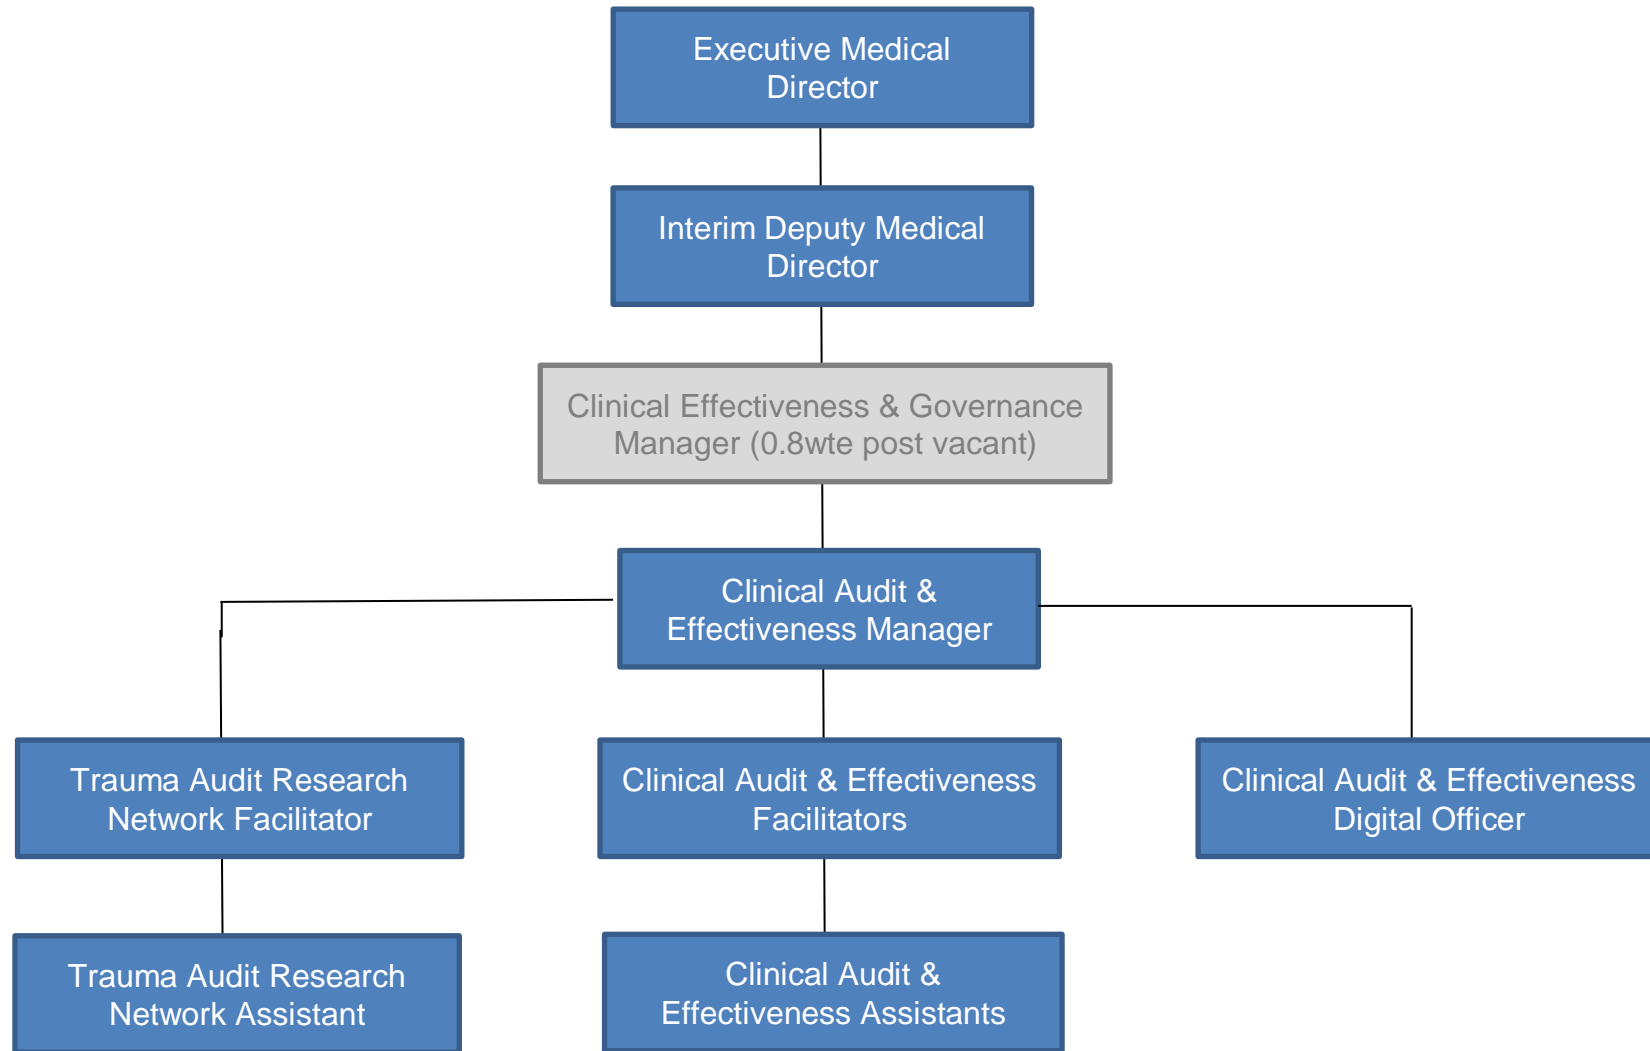 Executive Medical
Director
Interim Deputy Medical
Director
Clinical Effectiveness & Governance
Manager (0.8wte post vacant)
Clinical Audit &
Effectiveness Manager
Trauma Audit Research
Network Facilitator
Clinical Audit & Effectiveness
Facilitators
Clinical Audit & Effectiveness
Digital Officer
Trauma Audit Research
Network Assistant
Clinical Audit &
Effectiveness Assistants